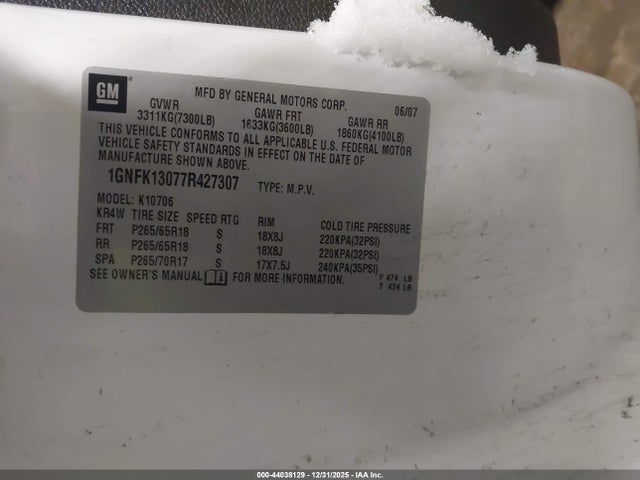 GM
MFD BY GENERAL MOTORS CORP. 06/07
GVWR GAWR FRT GAWR RR
3311KG(7300LB) 1633KG(3600LB) 1860KG(4100LB)
THIS VEHICLE CONFORMS TO ALL APPLICABLE U.S. FEDERAL MOTOR
VEHICLE SAFETY STANDARDS IN EFFECT ON THE DATE OF
MANUFACTURE SHOWN ABOVE.
1GNFK13077R427307 TYPE: M.P.V.
MODEL: K10706
KR4W TIRE SIZE SPEED RTG RIM COLD TIRE PRESSURE
FRT P265/65R18 S 18X8J 220KPA(32PSI)
RR P265/65R18 S 18X8J 220KPA(32PSI)
SPA P265/70R17 S 17X7.5J 240KPA(35PSI)
SEE OWNER'S MANUAL FOR MORE INFORMATION. F 474 LB
T 424 LB
000-44038129 - 12/31/2025 - IAA Inc.